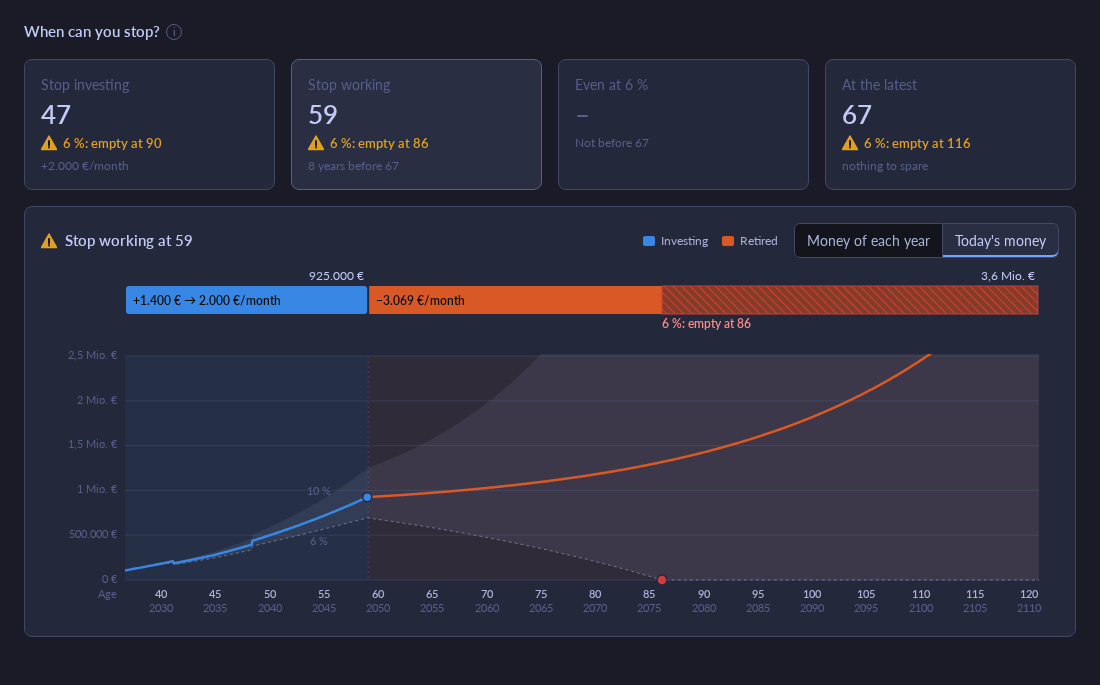 When can you stop? i
Stop investing
47
6 %: empty at 90
+2.000 €/month
Stop working
59
6 %: empty at 86
8 years before 67
Even at 6 %
–
Not before 67
At the latest
67
6 %: empty at 116
nothing to spare
Stop working at 59
Investing
Retired
Money of each year
Today's money
925.000 €
3,6 Mio. €
+1.400 € → 2.000 €/month
−3.069 €/month
6 %: empty at 86
2,5 Mio. €
2 Mio. €
1,5 Mio. €
1 Mio. €
500.000 €
0 €
10 %
6 %
Age
40 45 50 55 60 65 70 75 80 85 90 95 100 105 110 115 120
2030 2035 2040 2045 2050 2055 2060 2065 2070 2075 2080 2085 2090 2095 2100 2105 2110